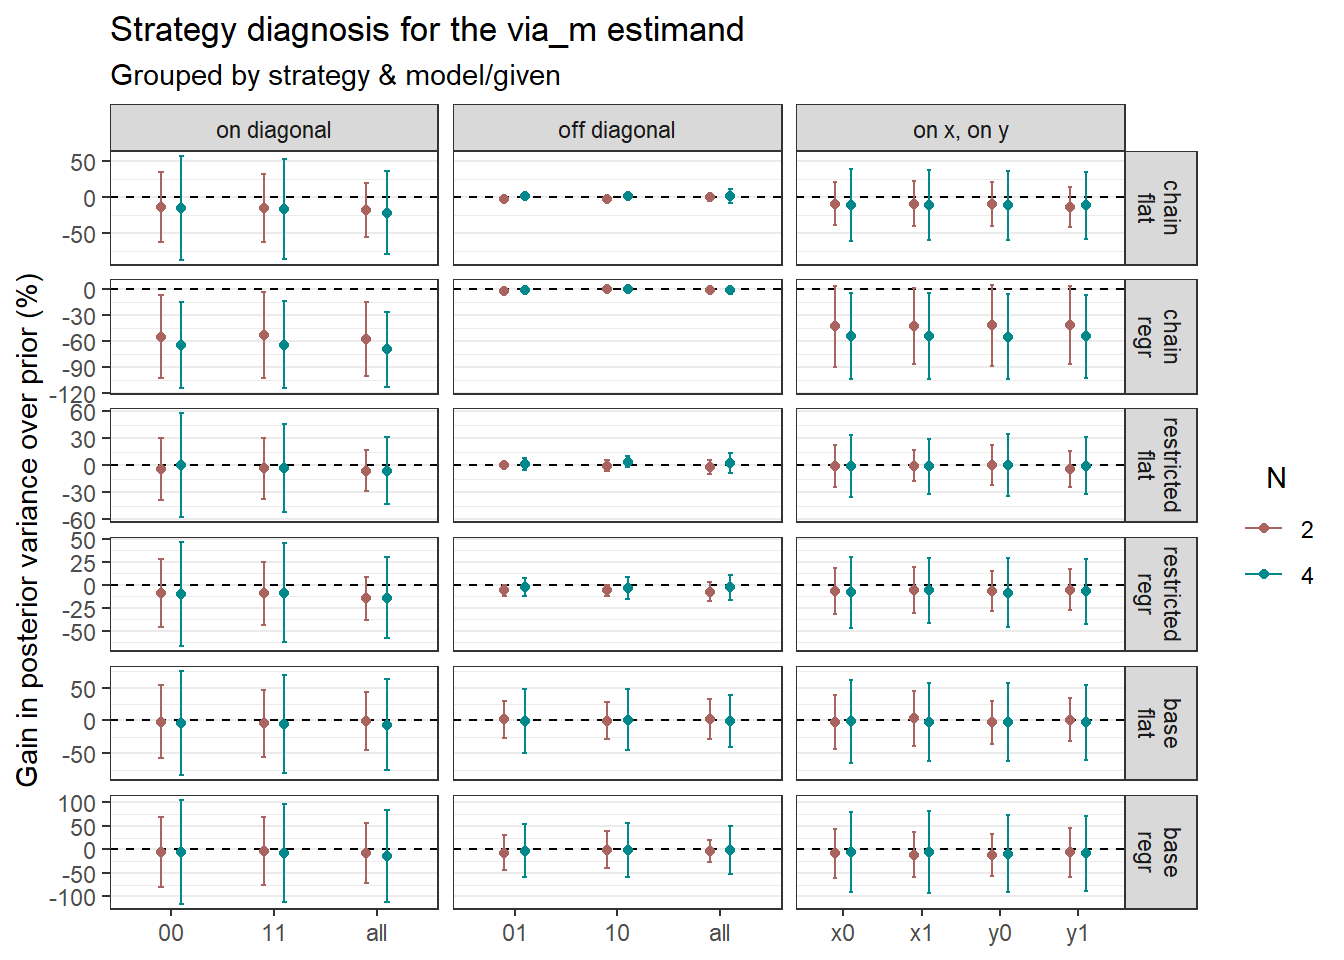 Strategy diagnosis for the via_m estimand
Grouped by strategy & model/given
on diagonal
off diagonal
on x, on y
Gain in posterior variance over prior (%)
50
0
-50
chain
flat
0
-30
-60
-90
-120
chain
regr
60
30
0
-30
-60
restricted
flat
50
25
0
-25
-50
restricted
regr
50
0
-50
base
flat
100
50
0
-50
-100
base
regr
00
11
all
01
10
all
x0
x1
y0
y1
N
2
4